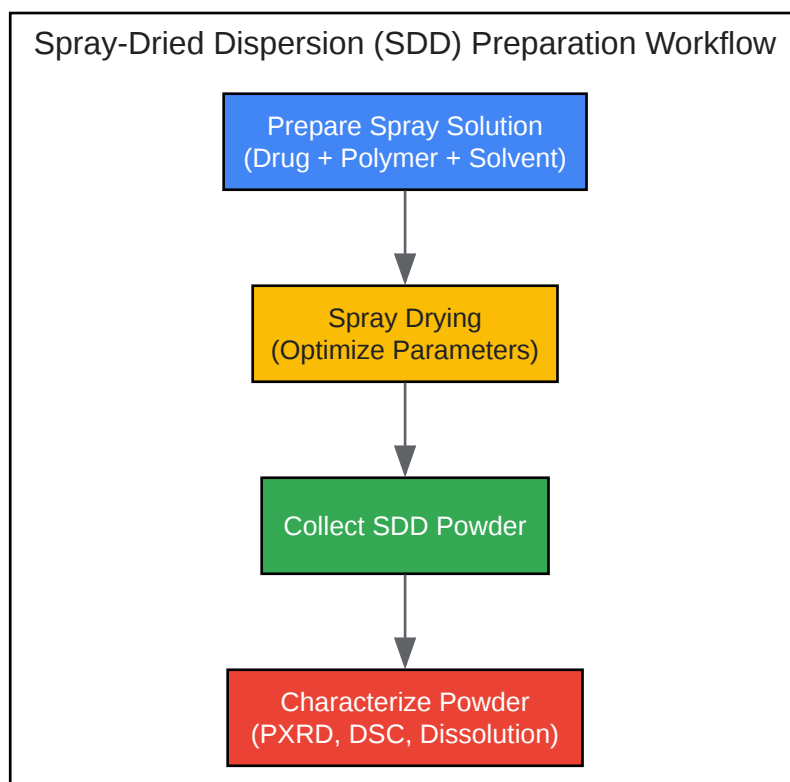 Spray-Dried Dispersion (SDD) Preparation Workflow
Prepare Spray Solution
(Drug + Polymer + Solvent)
Spray Drying
(Optimize Parameters)
Collect SDD Powder
Characterize Powder
(PXRD, DSC, Dissolution)